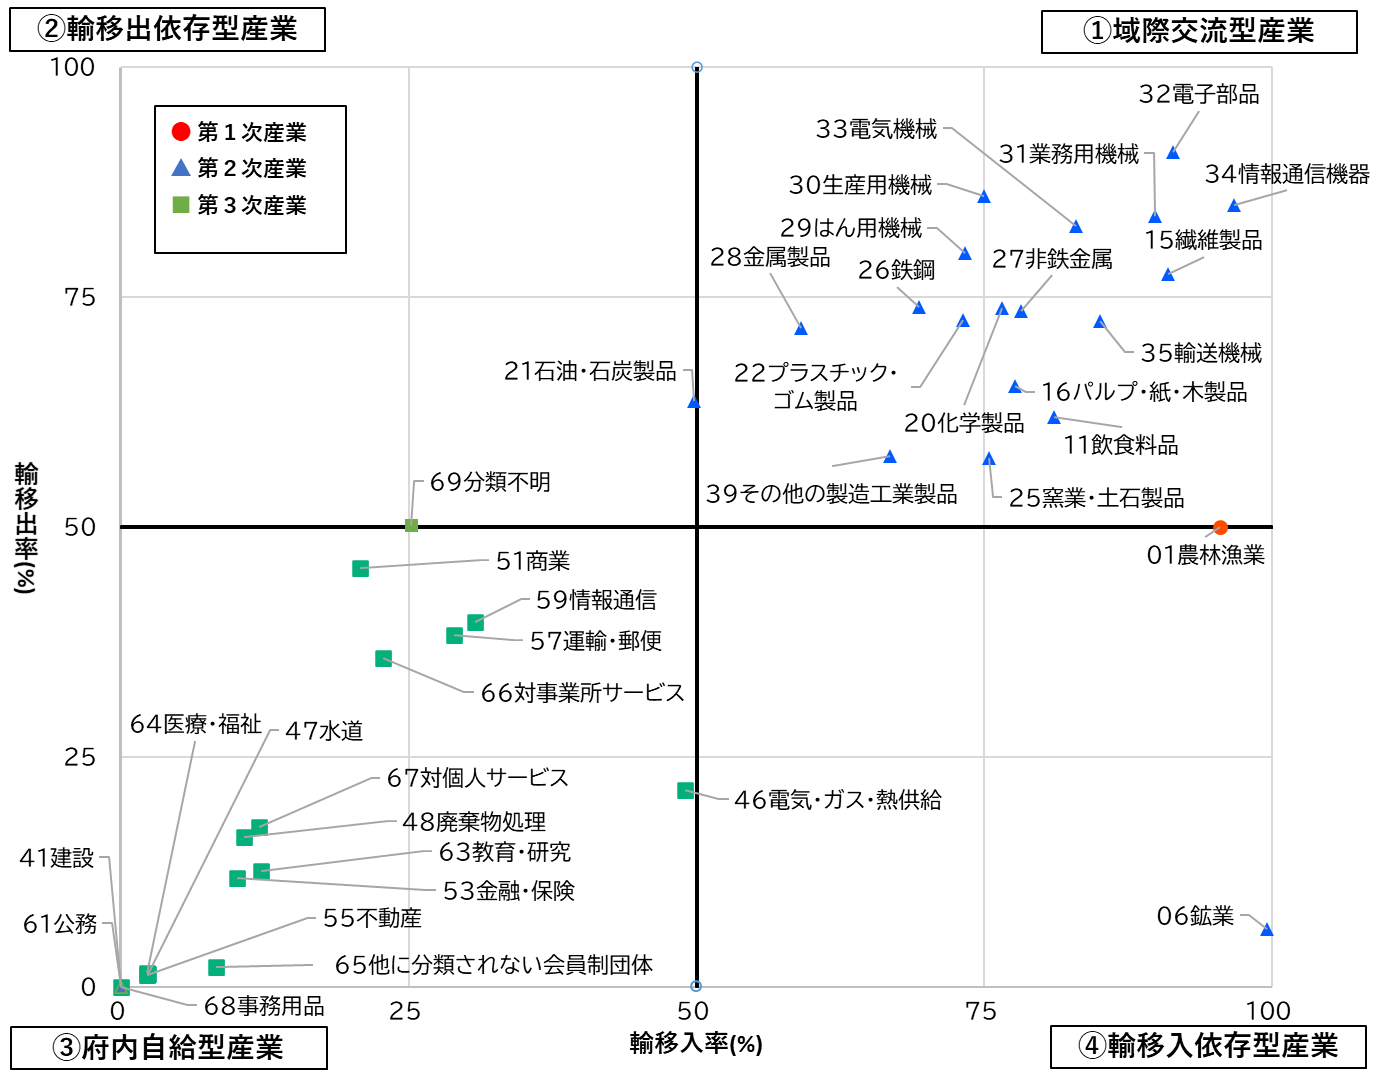 ②輸移出依存型産業
①域際交流型産業
100
75
50
25
0
第１次産業
第２次産業
第３次産業
32電子部品
33電気機械
31業務用機械
34情報通信機器
30生産用機械
29はん用機械
15繊維製品
28金属製品
26鉄鋼
27非鉄金属
35輸送機械
21石油・石炭製品
22プラスチック・
ゴム製品
16パルプ・紙・木製品
20化学製品
11飲食料品
39その他の製造工業製品
25窯業・土石製品
69分類不明
01農林漁業
51商業
59情報通信
57運輸・郵便
66対事業所サービス
64医療・福祉
47水道
67対個人サービス
46電気・ガス・熱供給
48廃棄物処理
63教育・研究
41建設
53金融・保険
55不動産
61公務
06鉱業
65他に分類されない会員制団体
68事務用品
輸移出率(%)
0
25
50
75
100
輸移入率(%)
③府内自給型産業
④輸移入依存型産業